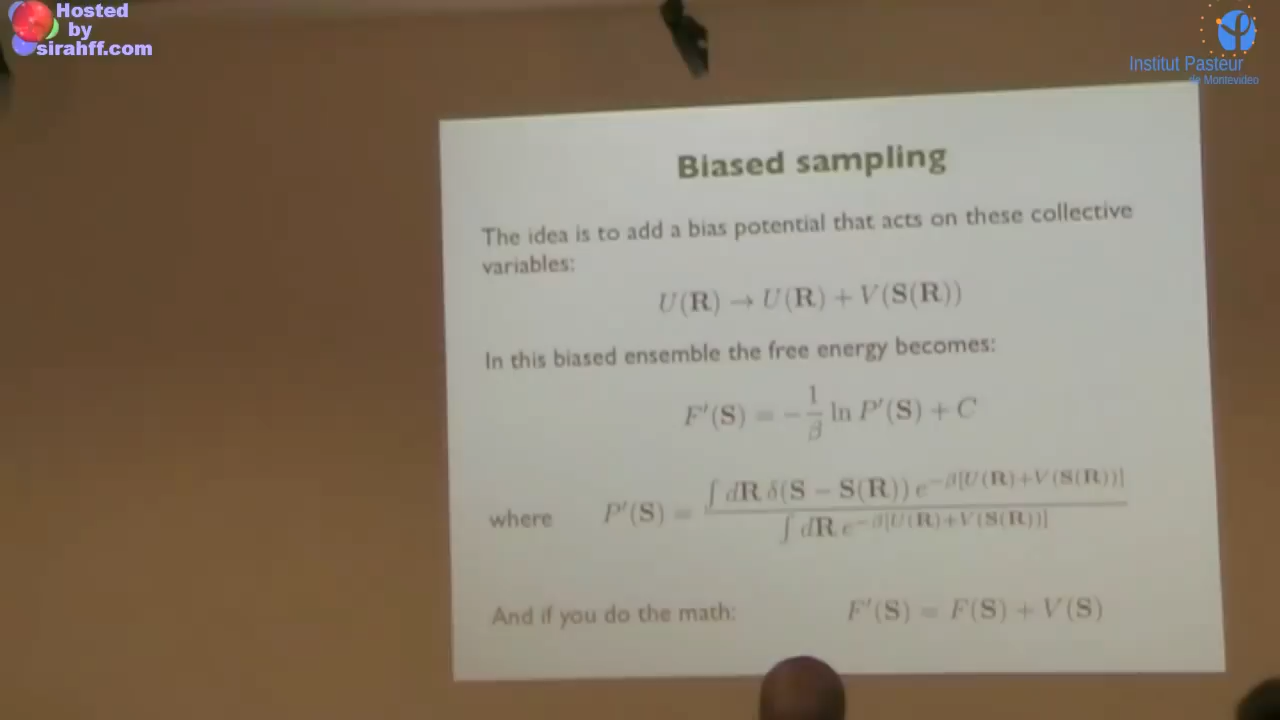 Hosted
by
sirahff.com
Institut Pasteur
de Montevideo
Biased sampling
The idea is to add a bias potential that acts on these collective
variables:
U(R) → U(R) + V(S(R))
In this biased ensemble the free energy becomes:
F′(S) = −1/β ln P′(S) + C
where P′(S) = ∫ dR δ(S − S(R)) e^{−β[U(R)+V(S(R))]} / ∫ dR e^{−β[U(R)+V(S(R))]}
And if you do the math: F′(S) = F(S) + V(S)